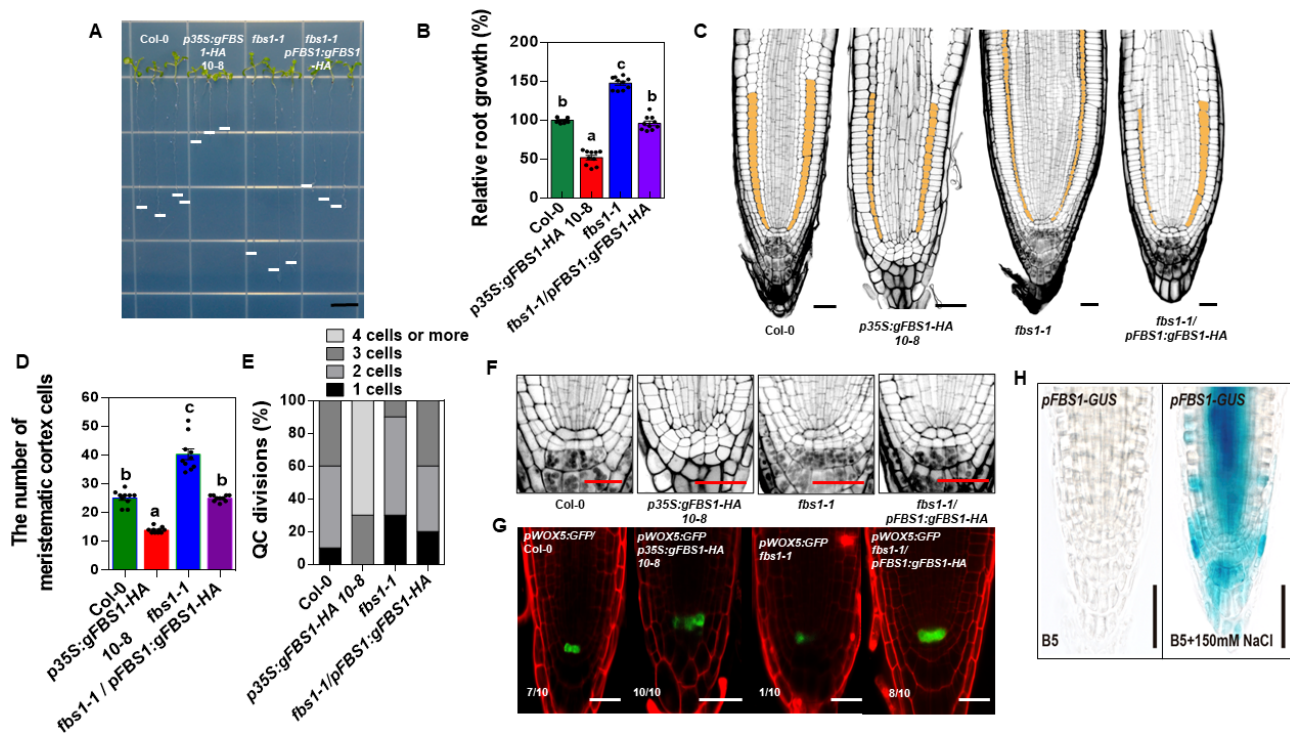 A
Col-0
p35S:gFBS
1-HA
10-8
fbs1-1
fbs1-1
pFBS1:gFBS1
-HA
B
Relative root growth (%)
200
150
100
50
0
b
a
c
b
Col-0
p35S:gFBS1-HA 10-8
fbs1-1
fbs1-1/pFBS1:gFBS1-HA
C
Col-0
p35S:gFBS1-HA
10-8
fbs1-1
fbs1-1/
pFBS1:gFBS1-HA
D
The number of
meristematic cortex cells
60
50
40
30
20
10
0
b
a
c
b
Col-0
p35S:gFBS1-HA
10-8
fbs1-1
fbs1-1 / pFBS1:gFBS1-HA
E
4 cells or more
3 cells
2 cells
1 cells
QC divisions (%)
100
80
60
40
20
0
Col-0
p35S:gFBS1-HA 10-8
fbs1-1
fbs1-1/pFBS1:gFBS1-HA
F
Col-0
p35S:gFBS1-HA
10-8
fbs1-1
fbs1-1/
pFBS1:gFBS1-HA
G
pWOX5:GFP/
Col-0
7/10
pWOX5:GFP
p35S:gFBS1-HA
10-8
10/10
pWOX5:GFP
fbs1-1
1/10
pWOX5:GFP
fbs1-1/
pFBS1:gFBS1-HA
8/10
H
pFBS1-GUS
B5
pFBS1-GUS
B5+150mM NaCl